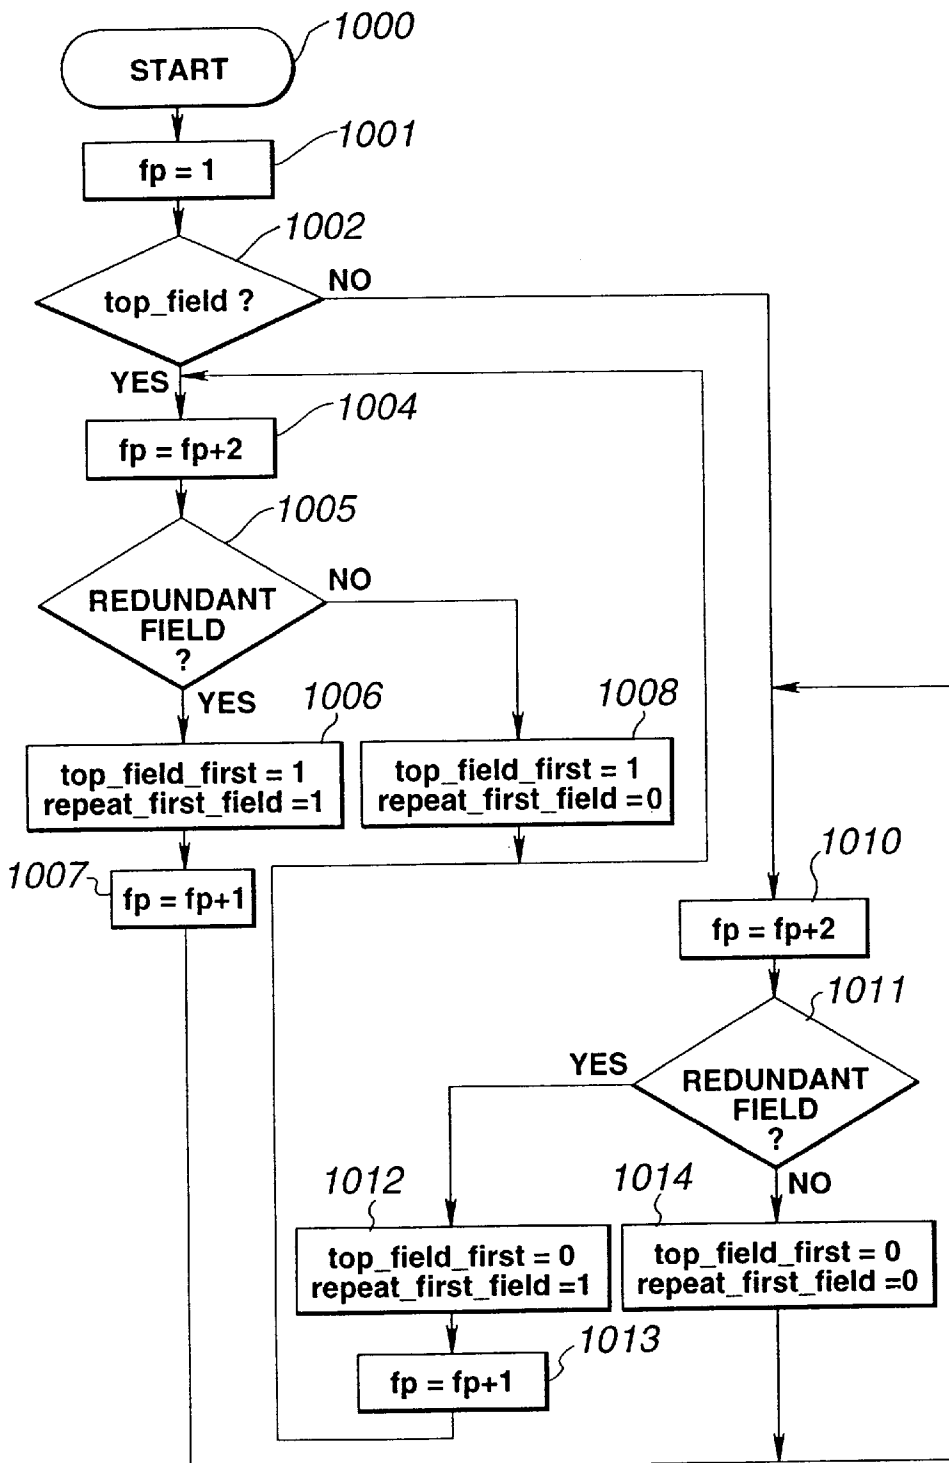 1000
START
1001
fp = 1
1002
top_field ?
NO
YES
1004
fp = fp+2
1005
REDUNDANT
FIELD
?
NO
YES
1006
top_field_first = 1
repeat_first_field =1
1008
top_field_first = 1
repeat_first_field =0
1007
fp = fp+1
1010
fp = fp+2
1011
REDUNDANT
FIELD
?
YES
NO
1012
top_field_first = 0
repeat_first_field =1
1014
top_field_first = 0
repeat_first_field =0
1013
fp = fp+1